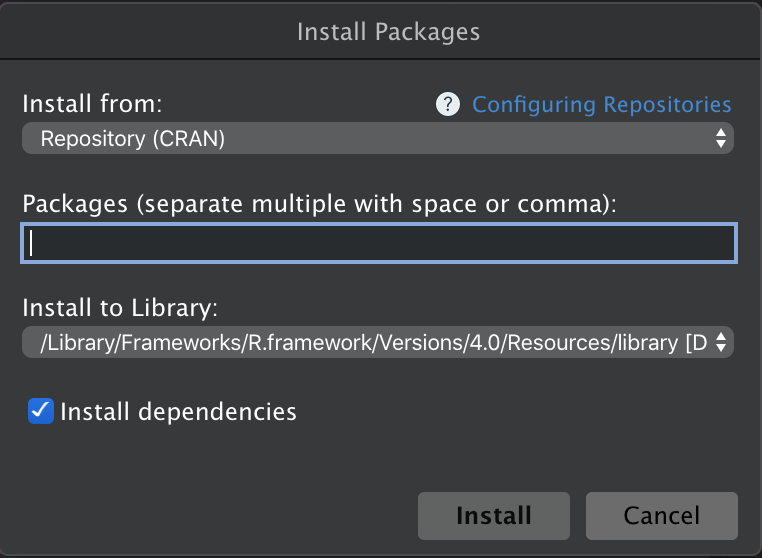 Install Packages
Install from:
? Configuring Repositories
Repository (CRAN)
Packages (separate multiple with space or comma):
Install to Library:
/Library/Frameworks/R.framework/Versions/4.0/Resources/library [D
Install dependencies
Install
Cancel